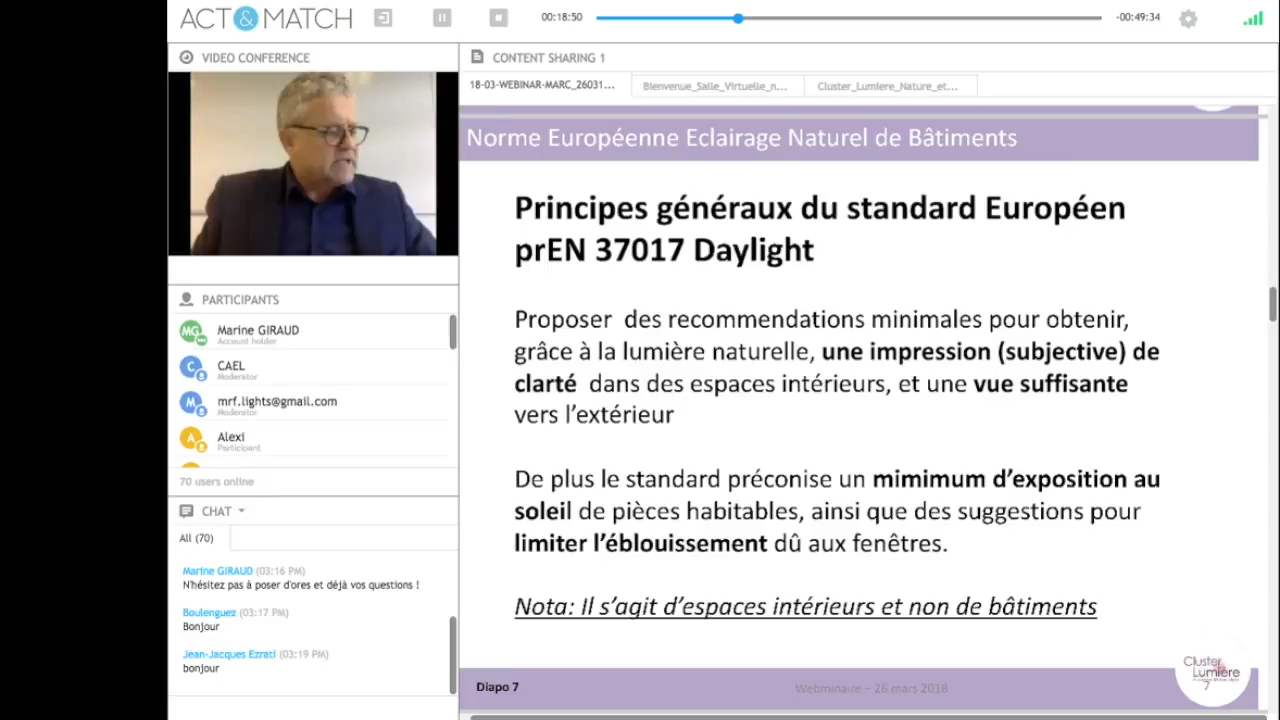 ACT & MATCH
00:18:50
-00:49:34
VIDEO CONFERENCE
CONTENT SHARING 1
18-03-WEBINAR-MARC_26031...
Bienvenue_Salle_Virtuelle_n...
Cluster_Lumiere_Nature_et...
Norme Européenne Eclairage Naturel de Bâtiments
Principes généraux du standard Européen
prEN 37017 Daylight
Proposer des recommendations minimales pour obtenir,
grâce à la lumière naturelle, une impression (subjective) de
clarté dans des espaces intérieurs, et une vue suffisante
vers l'extérieur
De plus le standard préconise un mimimum d'exposition au
soleil de pièces habitables, ainsi que des suggestions pour
limiter l'éblouissement dû aux fenêtres.
Nota: Il s'agit d'espaces intérieurs et non de bâtiments
Diapo 7
Webminaire – 26 mars 2018
Cluster
Lumière
7
PARTICIPANTS
MG
Marine GIRAUD
Account holder
C
CAEL
Moderator
M
mrf.lights@gmail.com
Moderator
A
Alexi
Participant
70 users online
CHAT
All (70)
Marine GIRAUD (03:16 PM)
N'hésitez pas à poser d'ores et déjà vos questions !
Boulenguez (03:17 PM)
Bonjour
Jean-Jacques Ezrati (03:19 PM)
bonjour